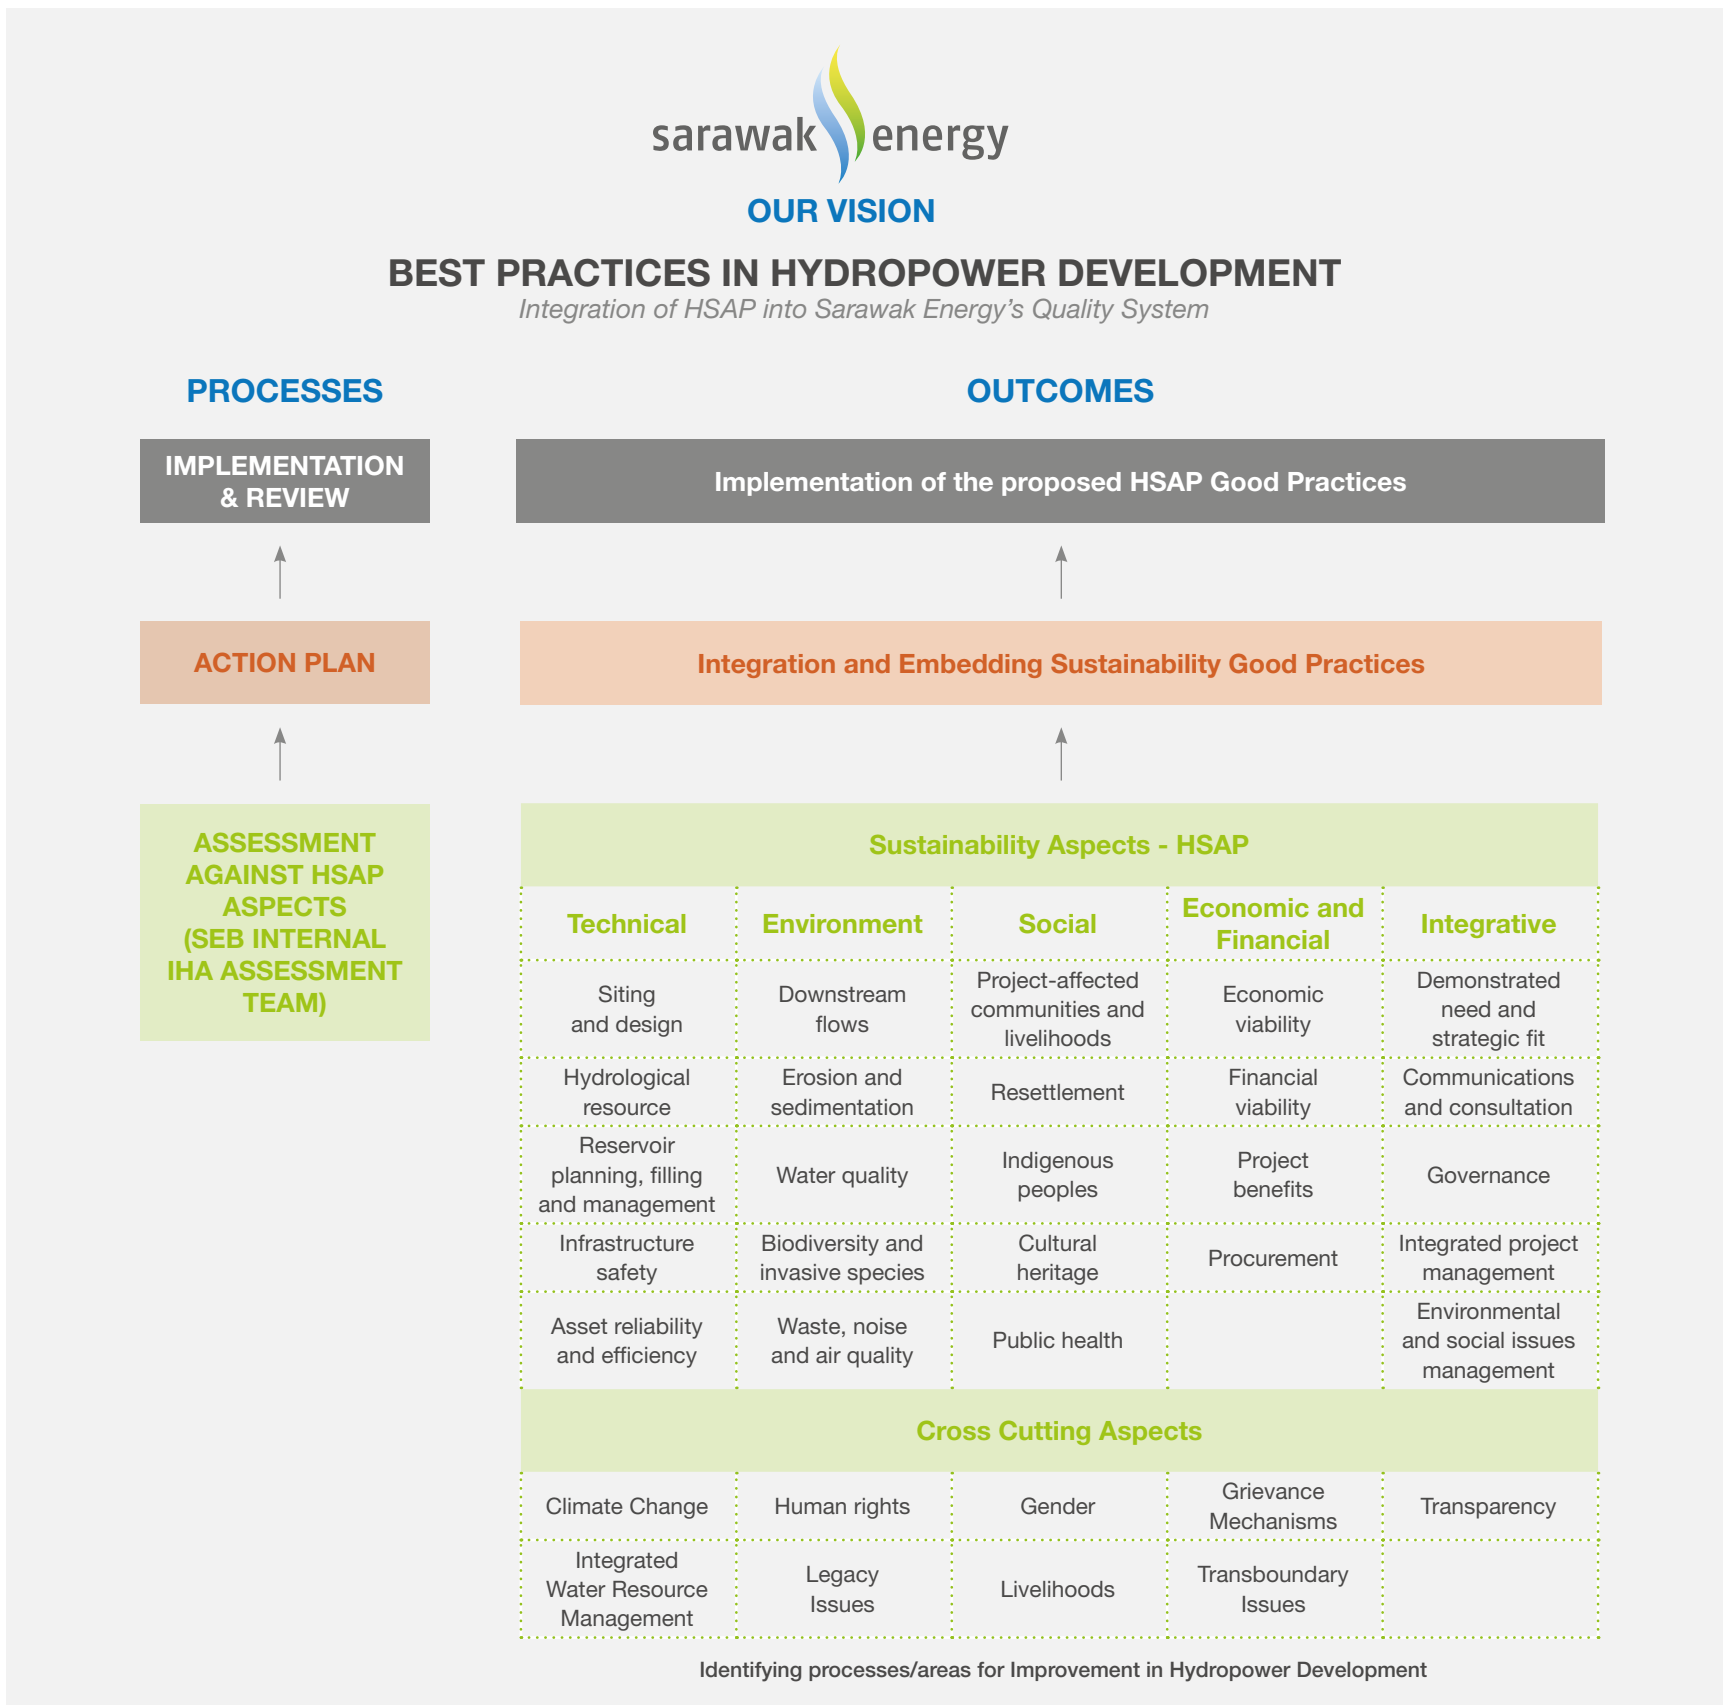 sarawak energy
OUR VISION
BEST PRACTICES IN HYDROPOWER DEVELOPMENT
Integration of HSAP into Sarawak Energy's Quality System
PROCESSES
OUTCOMES
IMPLEMENTATION
& REVIEW
Implementation of the proposed HSAP Good Practices
ACTION PLAN
Integration and Embedding Sustainability Good Practices
ASSESSMENT
AGAINST HSAP
ASPECTS
(SEB INTERNAL
IHA ASSESSMENT
TEAM)
Sustainability Aspects - HSAP
Technical
Environment
Social
Economic and
Financial
Integrative
Siting
and design
Downstream
flows
Project-affected
communities and
livelihoods
Economic
viability
Demonstrated
need and
strategic fit
Hydrological
resource
Erosion and
sedimentation
Resettlement
Financial
viability
Communications
and consultation
Reservoir
planning, filling
and management
Water quality
Indigenous
peoples
Project
benefits
Governance
Infrastructure
safety
Biodiversity and
invasive species
Cultural
heritage
Procurement
Integrated project
management
Asset reliability
and efficiency
Waste, noise
and air quality
Public health
Environmental
and social issues
management
Cross Cutting Aspects
Climate Change
Human rights
Gender
Grievance
Mechanisms
Transparency
Integrated
Water Resource
Management
Legacy
Issues
Livelihoods
Transboundary
Issues
Identifying processes/areas for Improvement in Hydropower Development